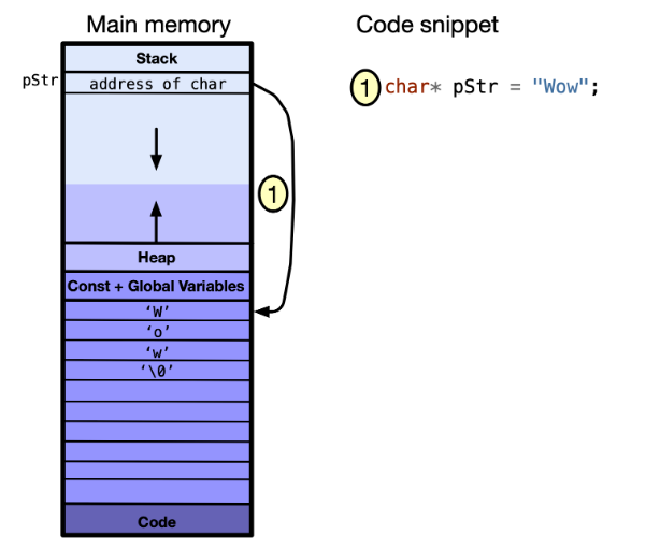 Main memory
Code snippet
Stack
pStr
address of char
1 char* pStr = "Wow";
1
Heap
Const + Global Variables
‘W’
‘o’
‘w’
‘\0’
Code